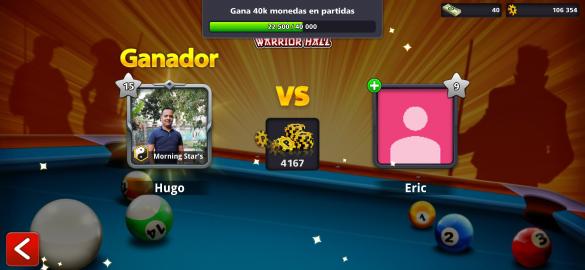 Gana 40k monedas en partidas
22 500 / 40 000
40
106 354
WARRIOR HALL
Ganador
VS
15
9
Morning Star's
4167
Hugo
Eric
14
1
2